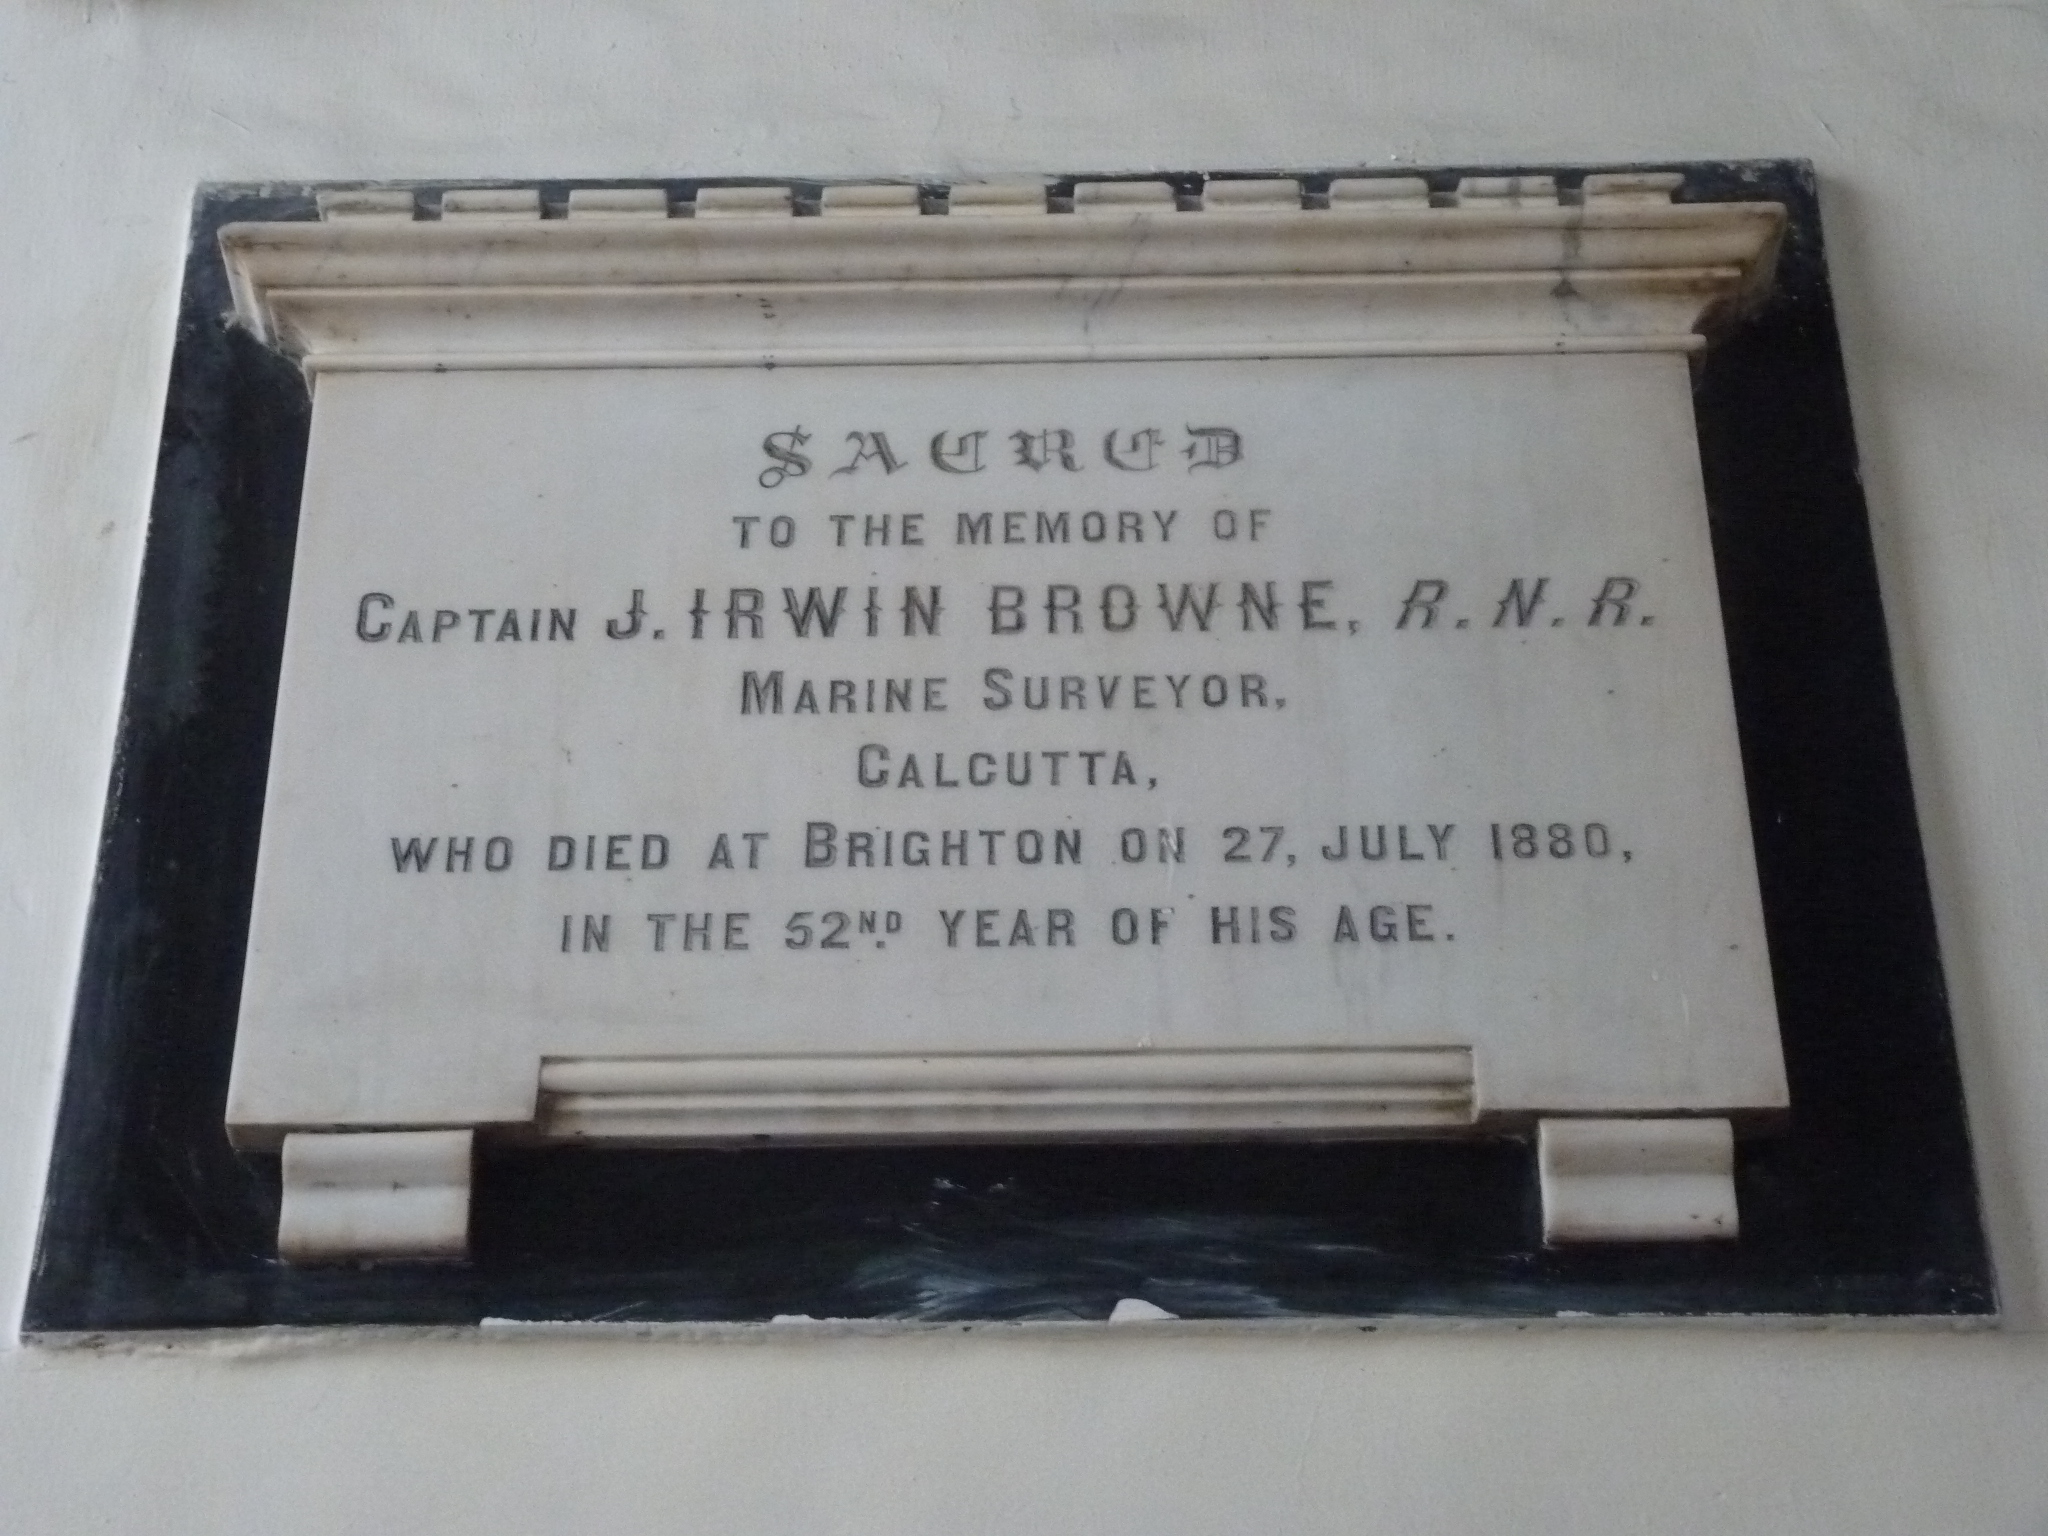 SACRED
TO THE MEMORY OF
CAPTAIN J. IRWIN BROWNE, R.N.R.
MARINE SURVEYOR,
CALCUTTA,
WHO DIED AT BRIGHTON ON 27, JULY 1880,
IN THE 52ND. YEAR OF HIS AGE.